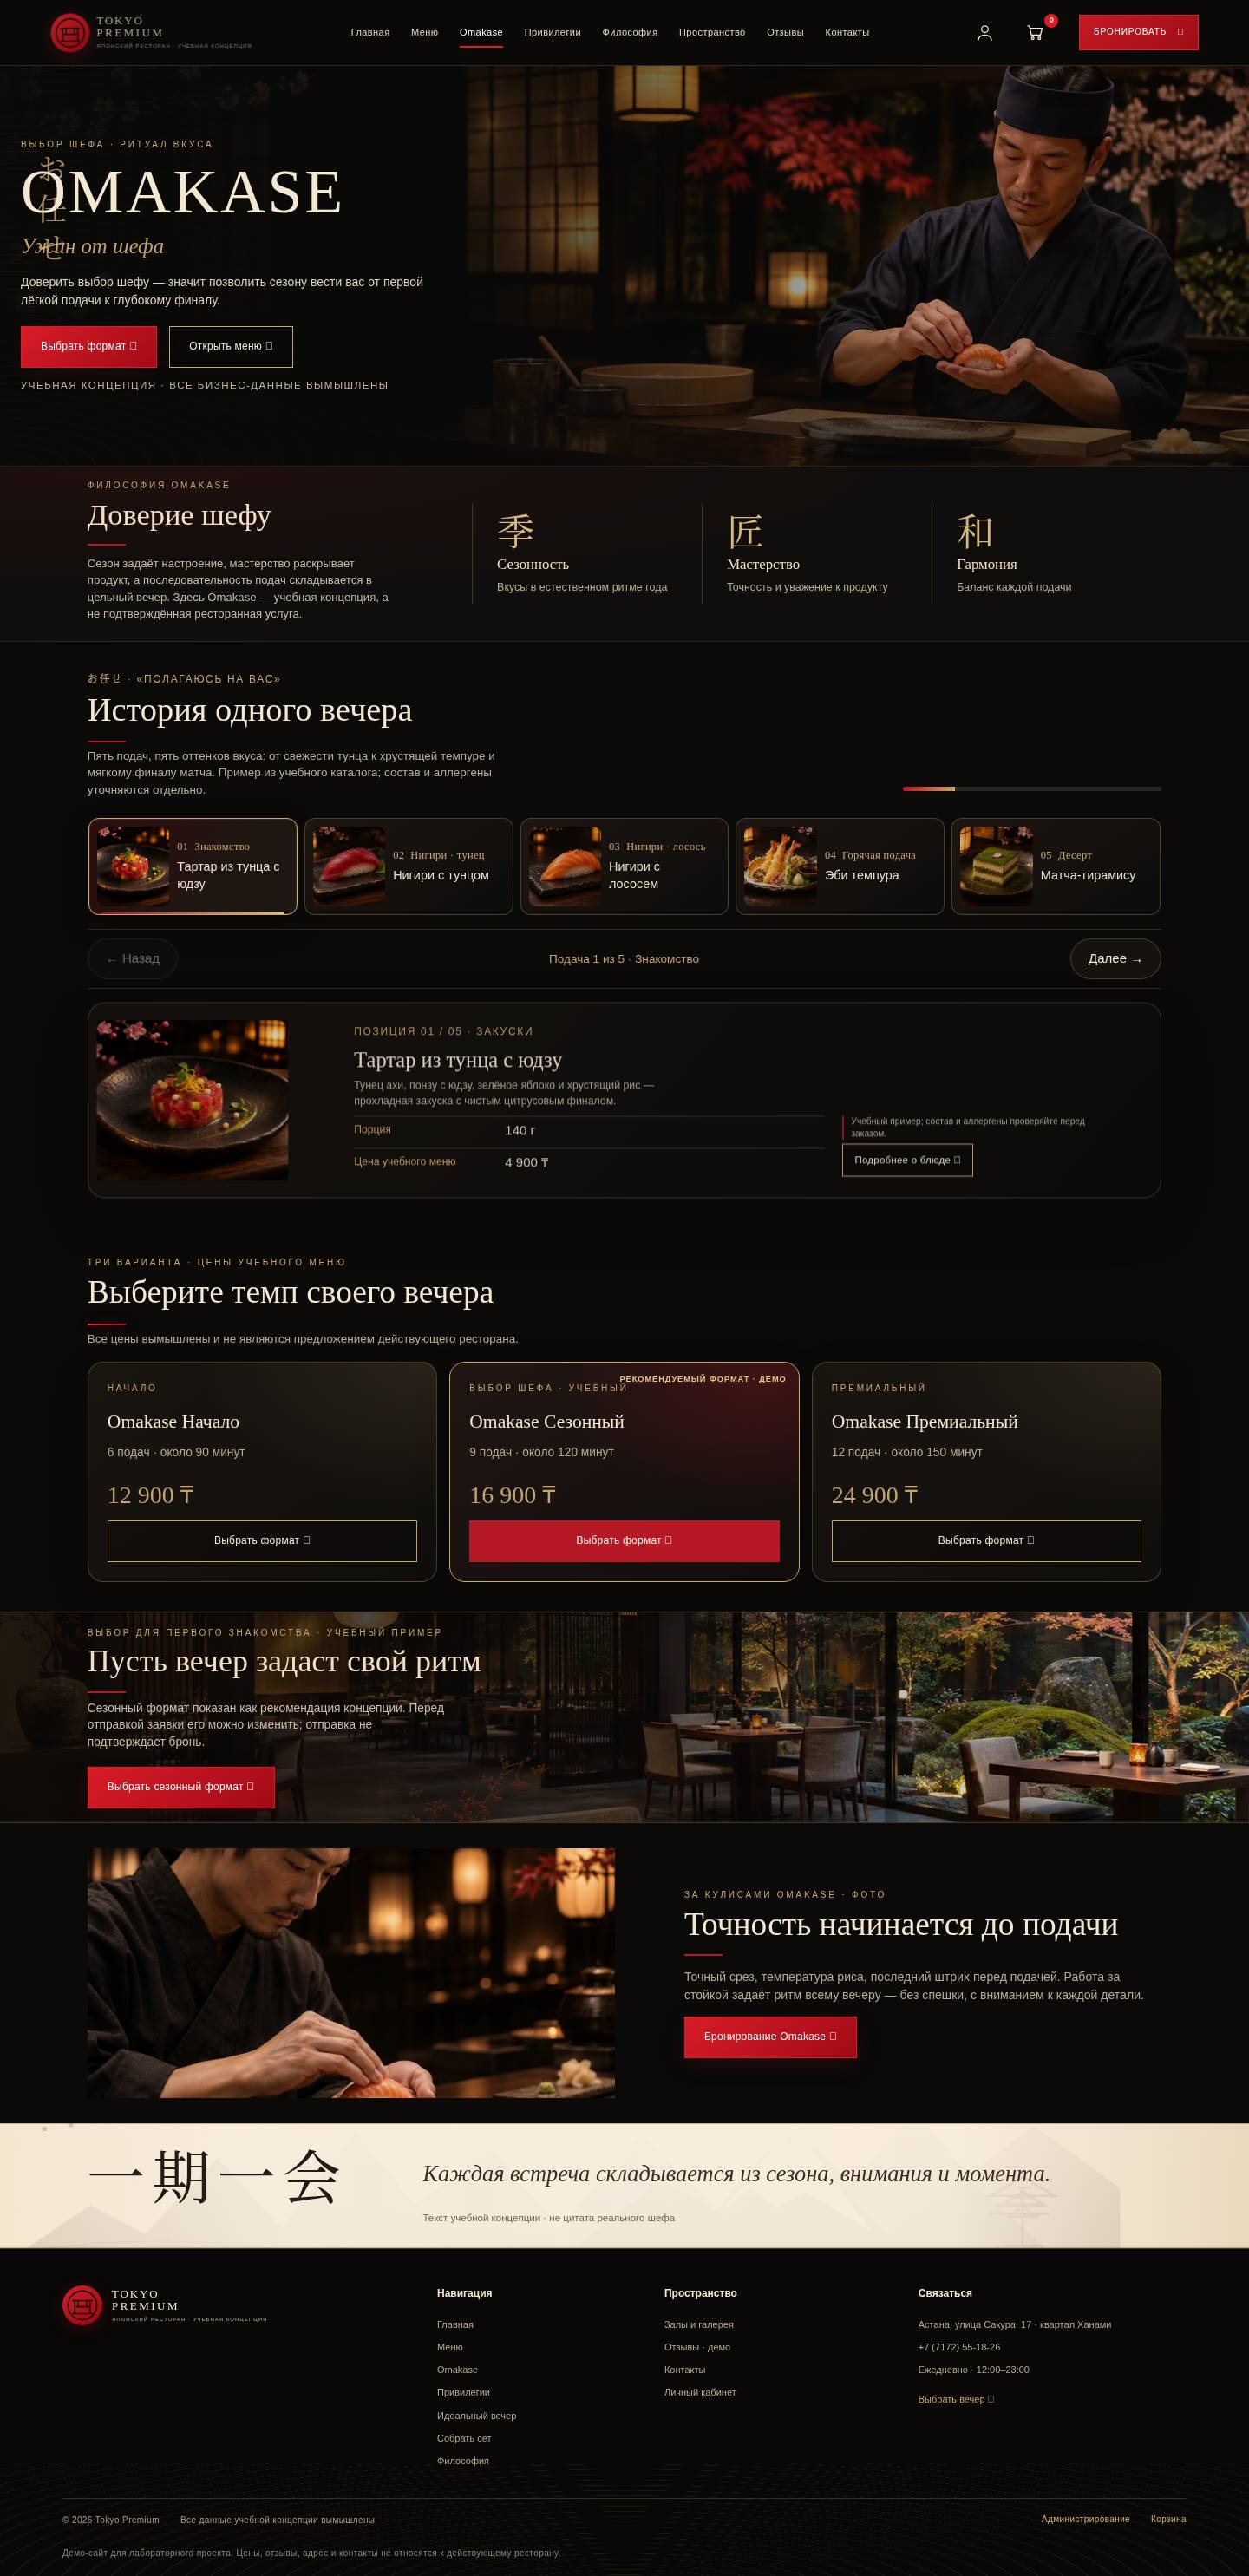 TOKYO
PREMIUM
ЯПОНСКИЙ РЕСТОРАН · УЧЕБНАЯ КОНЦЕПЦИЯ
Главная Меню Omakase Привилегии Философия Пространство Отзывы Контакты
0
БРОНИРОВАТЬ
ВЫБОР ШЕФА · РИТУАЛ ВКУСА
お任せ
OMAKASE
Ужин от шефа
Доверить выбор шефу — значит позволить сезону вести вас от первой
лёгкой подачи к глубокому финалу.
Выбрать формат
Открыть меню
УЧЕБНАЯ КОНЦЕПЦИЯ · ВСЕ БИЗНЕС-ДАННЫЕ ВЫМЫШЛЕНЫ
ФИЛОСОФИЯ OMAKASE
Доверие шефу
Сезон задаёт настроение, мастерство раскрывает
продукт, а последовательность подач складывается в
цельный вечер. Здесь Omakase — учебная концепция, а
не подтверждённая ресторанная услуга.
季
Сезонность
Вкусы в естественном ритме года
匠
Мастерство
Точность и уважение к продукту
和
Гармония
Баланс каждой подачи
お任せ · «ПОЛАГАЮСЬ НА ВАС»
История одного вечера
Пять подач, пять оттенков вкуса: от свежести тунца к хрустящей темпуре и
мягкому финалу матча. Пример из учебного каталога; состав и аллергены
уточняются отдельно.
01 Знакомство
Тартар из тунца с
юдзу
02 Нигири · тунец
Нигири с тунцом
03 Нигири · лосось
Нигири с
лососем
04 Горячая подача
Эби темпура
05 Десерт
Матча-тирамису
← Назад
Подача 1 из 5 · Знакомство
Далее →
ПОЗИЦИЯ 01 / 05 · ЗАКУСКИ
Тартар из тунца с юдзу
Тунец ахи, понзу с юдзу, зелёное яблоко и хрустящий рис —
прохладная закуска с чистым цитрусовым финалом.
Порция 140 г
Цена учебного меню 4 900 ₸
Учебный пример; состав и аллергены проверяйте перед
заказом.
Подробнее о блюде
ТРИ ВАРИАНТА · ЦЕНЫ УЧЕБНОГО МЕНЮ
Выберите темп своего вечера
Все цены вымышлены и не являются предложением действующего ресторана.
НАЧАЛО
Omakase Начало
6 подач · около 90 минут
12 900 ₸
Выбрать формат
РЕКОМЕНДУЕМЫЙ ФОРМАТ · ДЕМО
ВЫБОР ШЕФА · УЧЕБНЫЙ
Omakase Сезонный
9 подач · около 120 минут
16 900 ₸
Выбрать формат
ПРЕМИАЛЬНЫЙ
Omakase Премиальный
12 подач · около 150 минут
24 900 ₸
Выбрать формат
ВЫБОР ДЛЯ ПЕРВОГО ЗНАКОМСТВА · УЧЕБНЫЙ ПРИМЕР
Пусть вечер задаст свой ритм
Сезонный формат показан как рекомендация концепции. Перед
отправкой заявки его можно изменить; отправка не
подтверждает бронь.
Выбрать сезонный формат
ЗА КУЛИСАМИ OMAKASE · ФОТО
Точность начинается до подачи
Точный срез, температура риса, последний штрих перед подачей. Работа за
стойкой задаёт ритм всему вечеру — без спешки, с вниманием к каждой детали.
Бронирование Omakase
一期一会
Каждая встреча складывается из сезона, внимания и момента.
Текст учебной концепции · не цитата реального шефа
TOKYO
PREMIUM
ЯПОНСКИЙ РЕСТОРАН · УЧЕБНАЯ КОНЦЕПЦИЯ
Навигация
Главная
Меню
Omakase
Привилегии
Идеальный вечер
Собрать сет
Философия
Пространство
Залы и галерея
Отзывы · демо
Контакты
Личный кабинет
Связаться
Астана, улица Сакура, 17 · квартал Ханами
+7 (7172) 55-18-26
Ежедневно · 12:00–23:00
Выбрать вечер
© 2026 Tokyo Premium Все данные учебной концепции вымышлены
Администрирование Корзина
Демо-сайт для лабораторного проекта. Цены, отзывы, адрес и контакты не относятся к действующему ресторану.